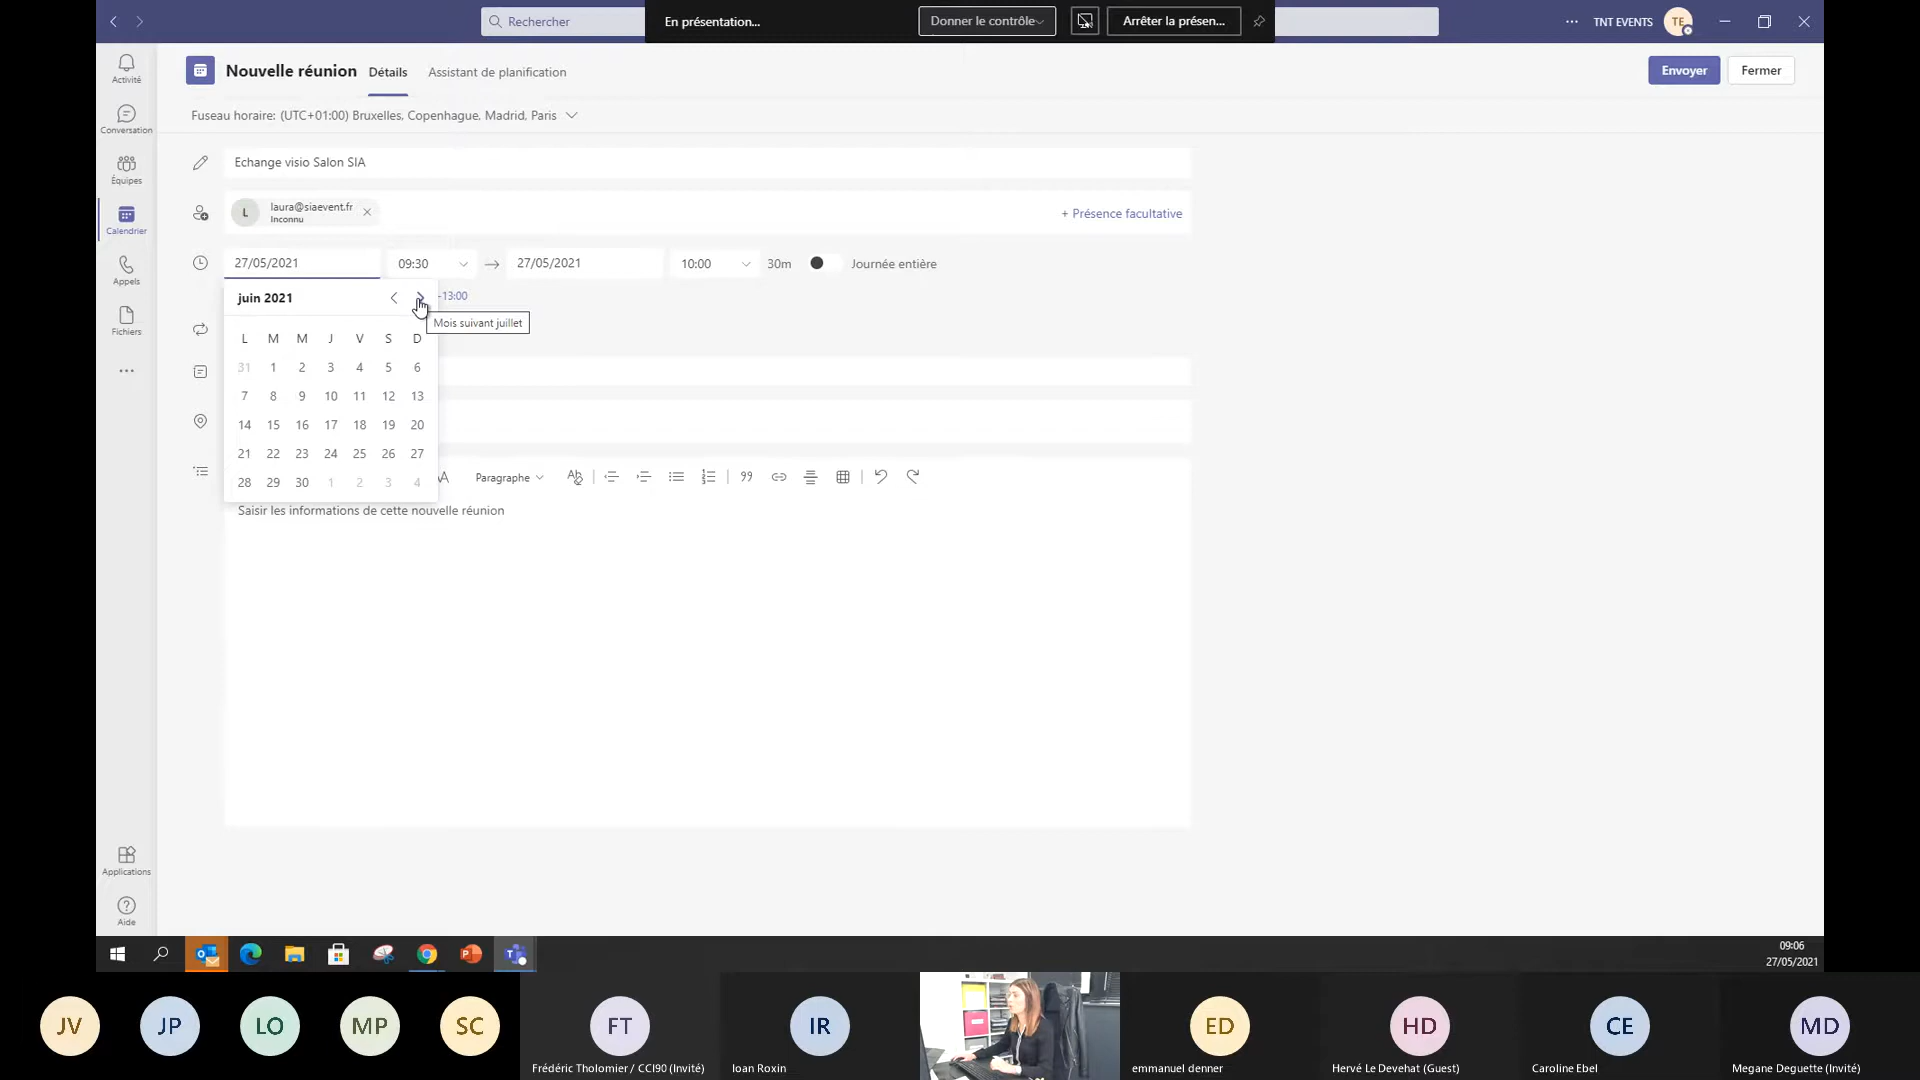 Rechercher
En présentation...
Donner le contrôle
Arrêter la présen...
TNT EVENTS
TE
Activité
Conversation
Équipes
Calendrier
Appels
Fichiers
Applications
Aide
Nouvelle réunion
Détails
Assistant de planification
Envoyer
Fermer
Fuseau horaire: (UTC+01:00) Bruxelles, Copenhague, Madrid, Paris
Echange visio Salon SIA
L
laura@siaevent.fr
Inconnu
+ Présence facultative
27/05/2021
09:30
27/05/2021
10:00
30m
Journée entière
juin 2021
-13:00
Mois suivant juillet
L M M J V S D
31 1 2 3 4 5 6
7 8 9 10 11 12 13
14 15 16 17 18 19 20
21 22 23 24 25 26 27
28 29 30 1 2 3 4
Paragraphe
Saisir les informations de cette nouvelle réunion
09:06
27/05/2021
JV
JP
LO
MP
SC
FT
IR
ED
HD
CE
MD
Frédéric Tholomier / CCI90 (Invité)
Ioan Roxin
emmanuel denner
Hervé Le Devehat (Guest)
Caroline Ebel
Megane Deguette (Invité)